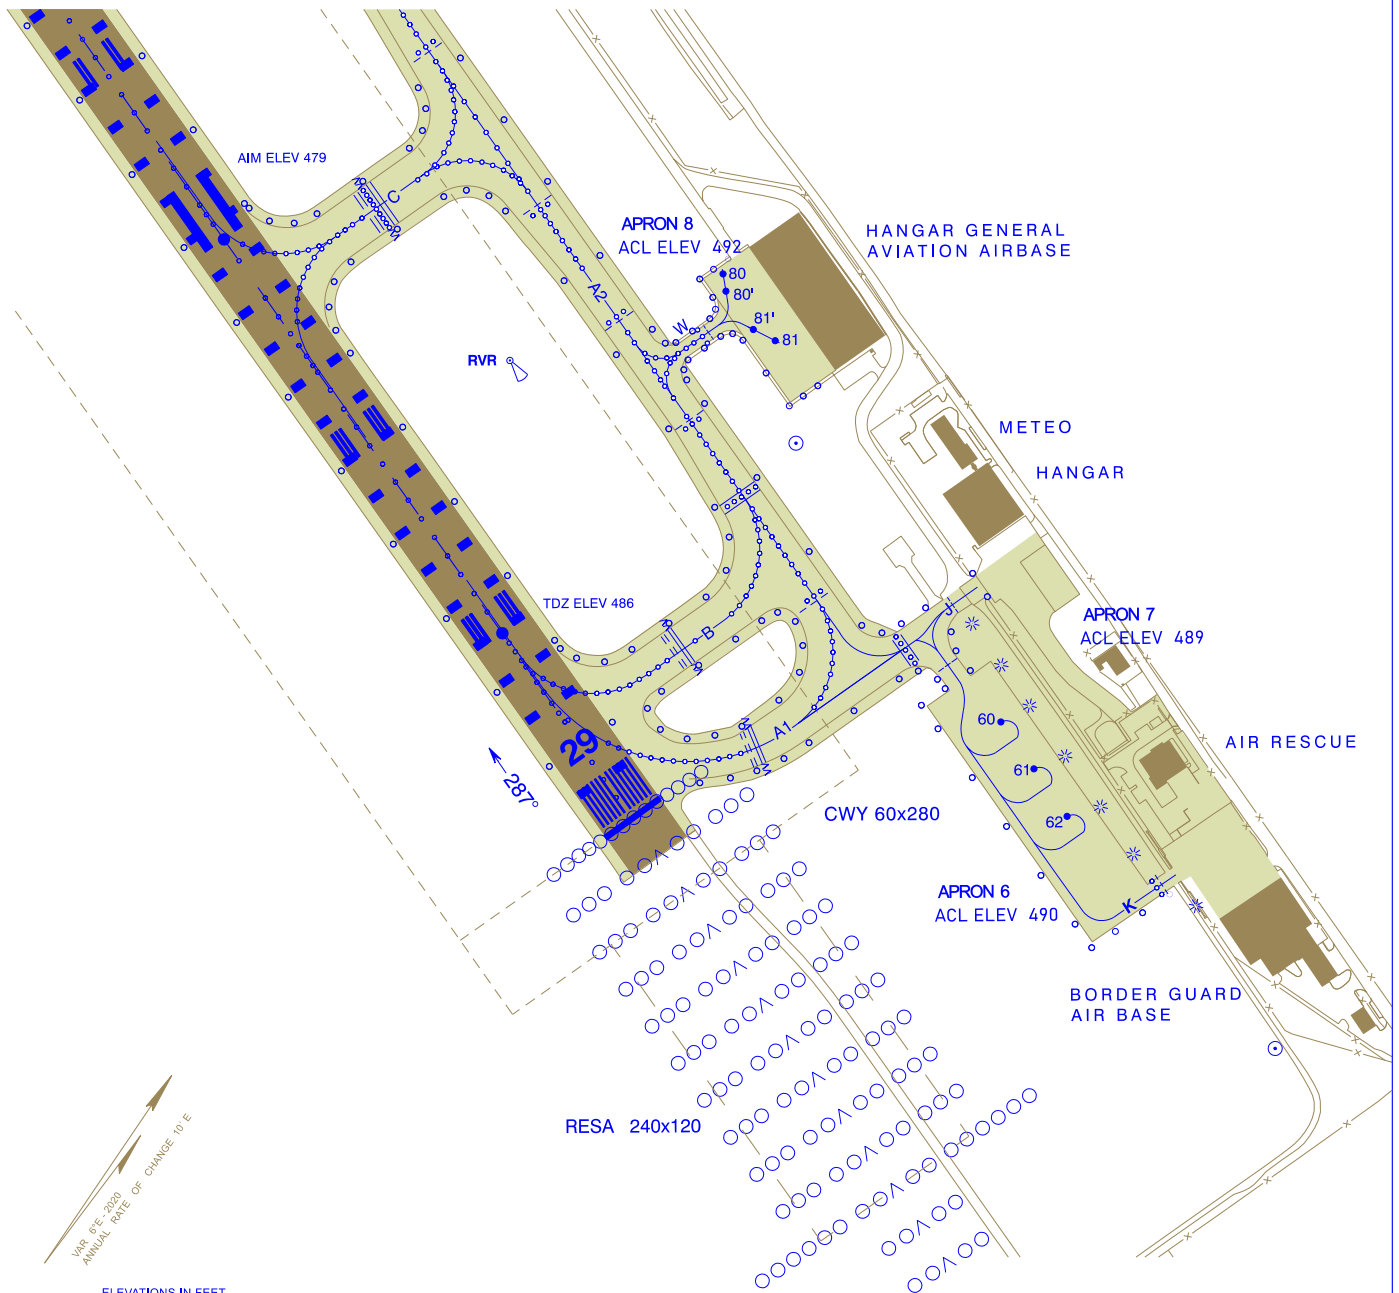 AIM ELEV 479
C
A2
APRON 8
ACL ELEV 492
HANGAR GENERAL
AVIATION AIRBASE
80
80'
81'
81
W
RVR
METEO
HANGAR
TDZ ELEV 486
B
J
APRON 7
ACL ELEV 489
60
61
62
A1
29
287°
AIR RESCUE
CWY 60x280
APRON 6
ACL ELEV 490
K
BORDER GUARD
AIR BASE
RESA 240x120
VAR 6°E - 2020
ANNUAL RATE OF CHANGE 10' E
ELEVATIONS IN FEET